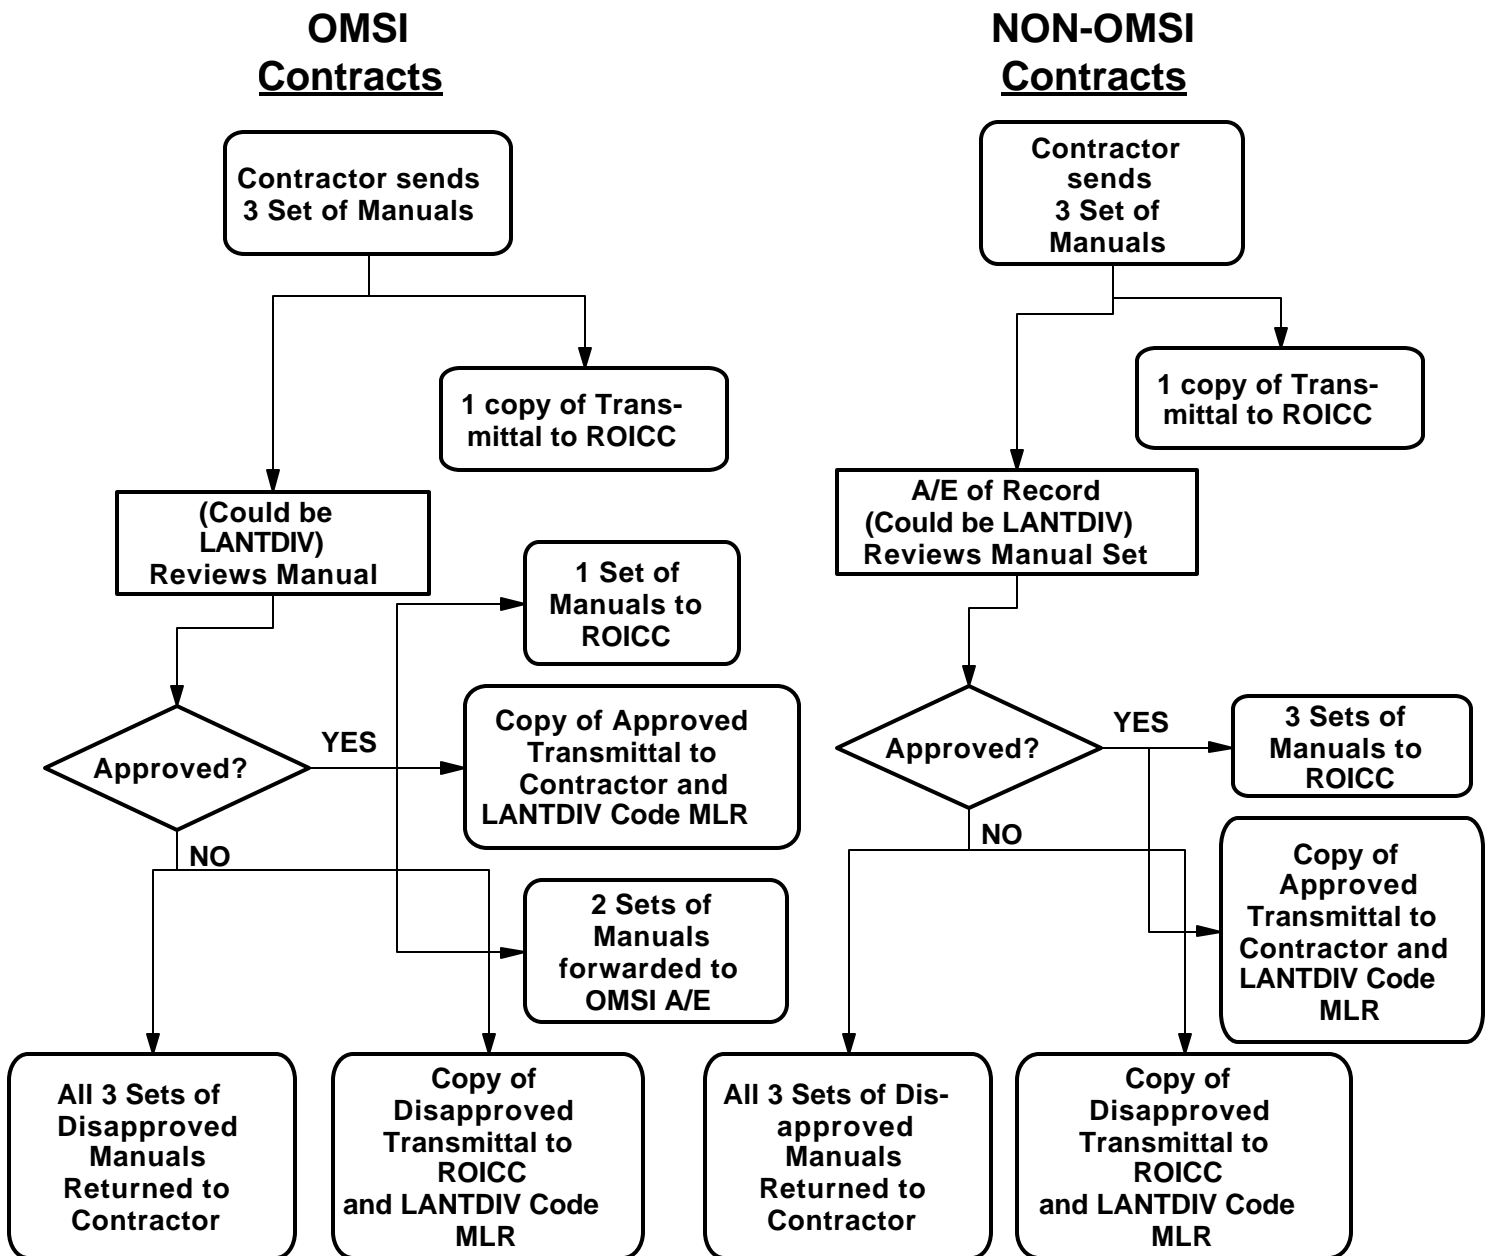 OMSI
Contracts
Contractor sends
3 Set of Manuals
1 copy of Trans-
mittal to ROICC
(Could be
LANTDIV)
Reviews Manual
1 Set of
Manuals to
ROICC
Approved?
YES
Copy of Approved
Transmittal to
Contractor and
LANTDIV Code MLR
NO
2 Sets of
Manuals
forwarded to
OMSI A/E
All 3 Sets of
Disapproved
Manuals
Returned to
Contractor
Copy of
Disapproved
Transmittal to
ROICC
and LANTDIV Code
MLR
NON-OMSI
Contracts
Contractor
sends
3 Set of
Manuals
1 copy of Trans-
mittal to ROICC
A/E of Record
(Could be LANTDIV)
Reviews Manual Set
Approved?
YES
3 Sets of
Manuals to
ROICC
NO
Copy of
Approved
Transmittal to
Contractor and
LANTDIV Code
MLR
All 3 Sets of Dis-
approved
Manuals
Returned to
Contractor
Copy of
Disapproved
Transmittal to
ROICC
and LANTDIV Code
MLR